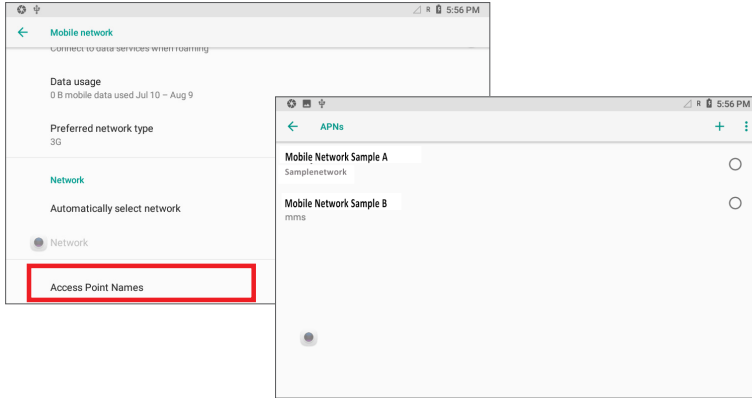 R 5:56 PM
Mobile network
Connect to data services when roaming
Data usage
0 B mobile data used Jul 10 – Aug 9
Preferred network type
3G
Network
Automatically select network
Network
Access Point Names
R 5:56 PM
APNs
Mobile Network Sample A
Samplenetwork
Mobile Network Sample B
mms